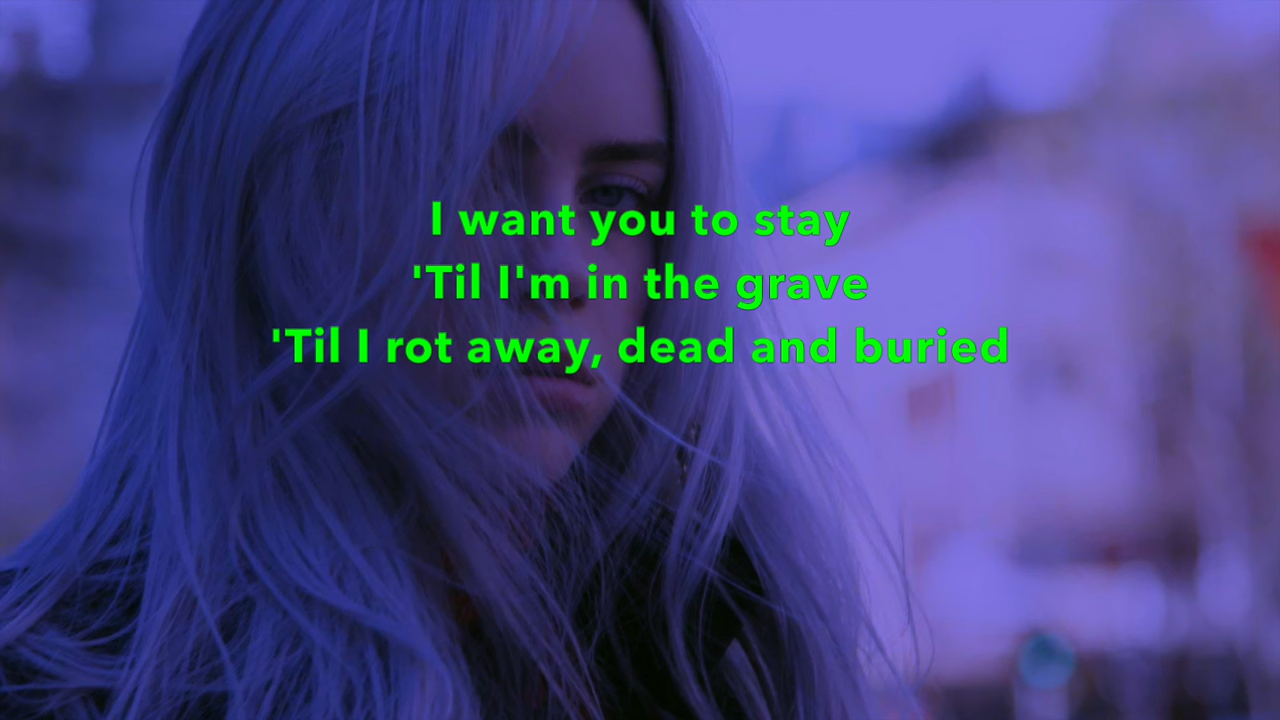 I want you to stay
'Til I'm in the grave
'Til I rot away, dead and buried